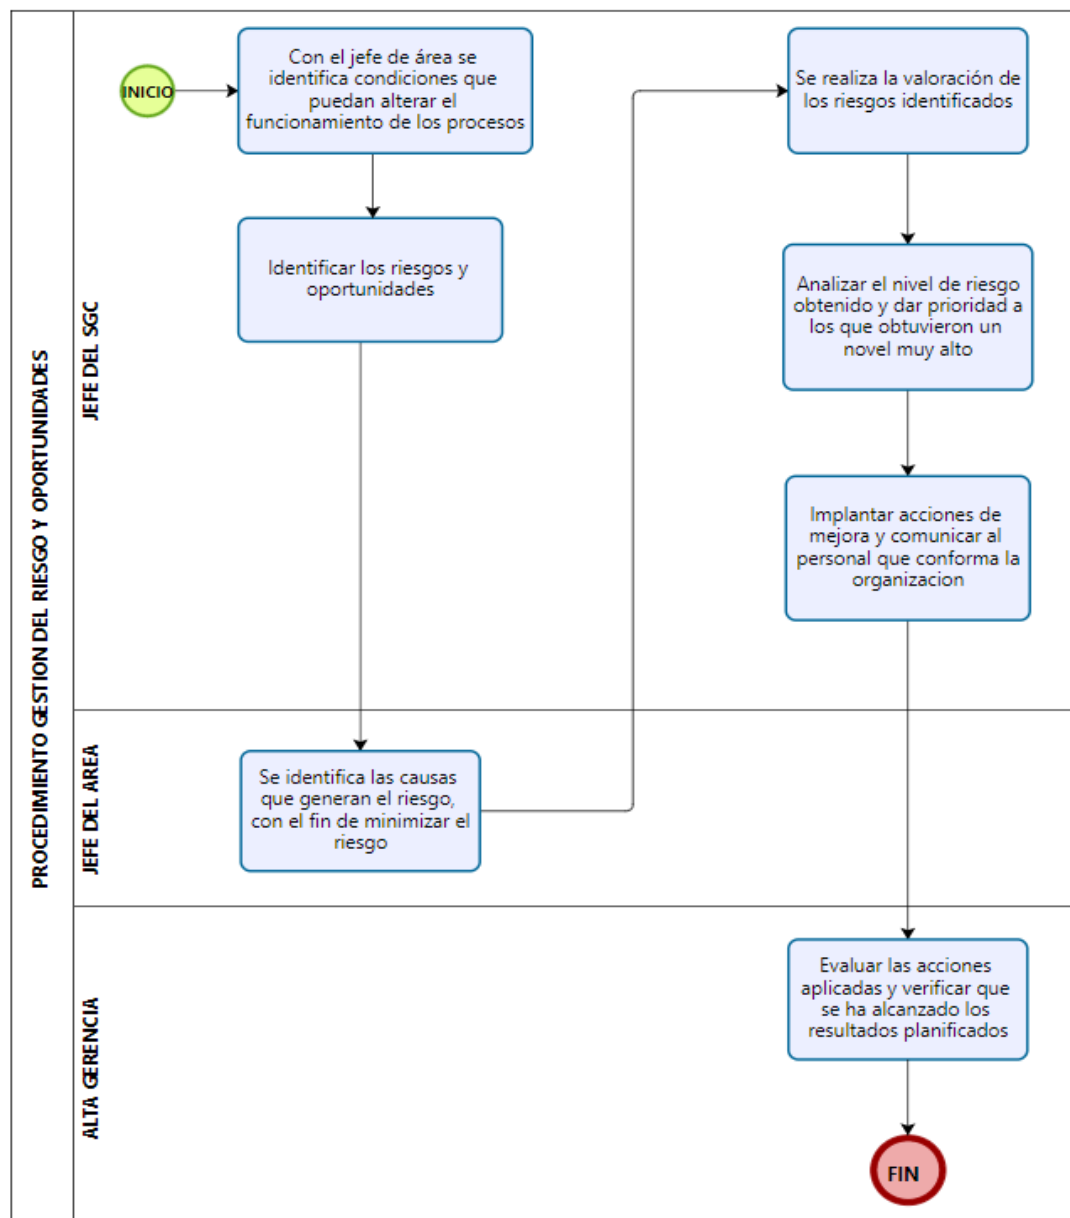 PROCEDIMIENTO GESTION DEL RIESGO Y OPORTUNIDADES
JEFE DEL SGC
INICIO
Con el jefe de área se
identifica condiciones que
puedan alterar el
funcionamiento de los procesos
Identificar los riesgos y
oportunidades
JEFE DEL AREA
Se identifica las causas
que generan el riesgo,
con el fin de minimizar el
riesgo
Se realiza la valoración de
los riesgos identificados
Analizar el nivel de riesgo
obtenido y dar prioridad a
los que obtuvieron un
novel muy alto
Implantar acciones de
mejora y comunicar al
personal que conforma la
organizacion
ALTA GERENCIA
Evaluar las acciones
aplicadas y verificar que
se ha alcanzado los
resultados planificados
FIN